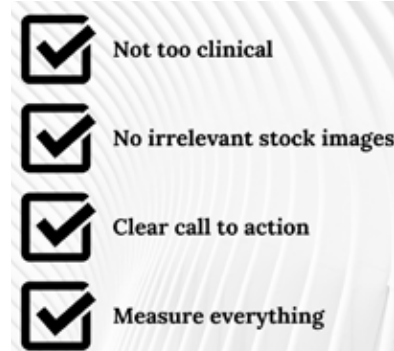 Not too clinical
No irrelevant stock images
Clear call to action
Measure everything